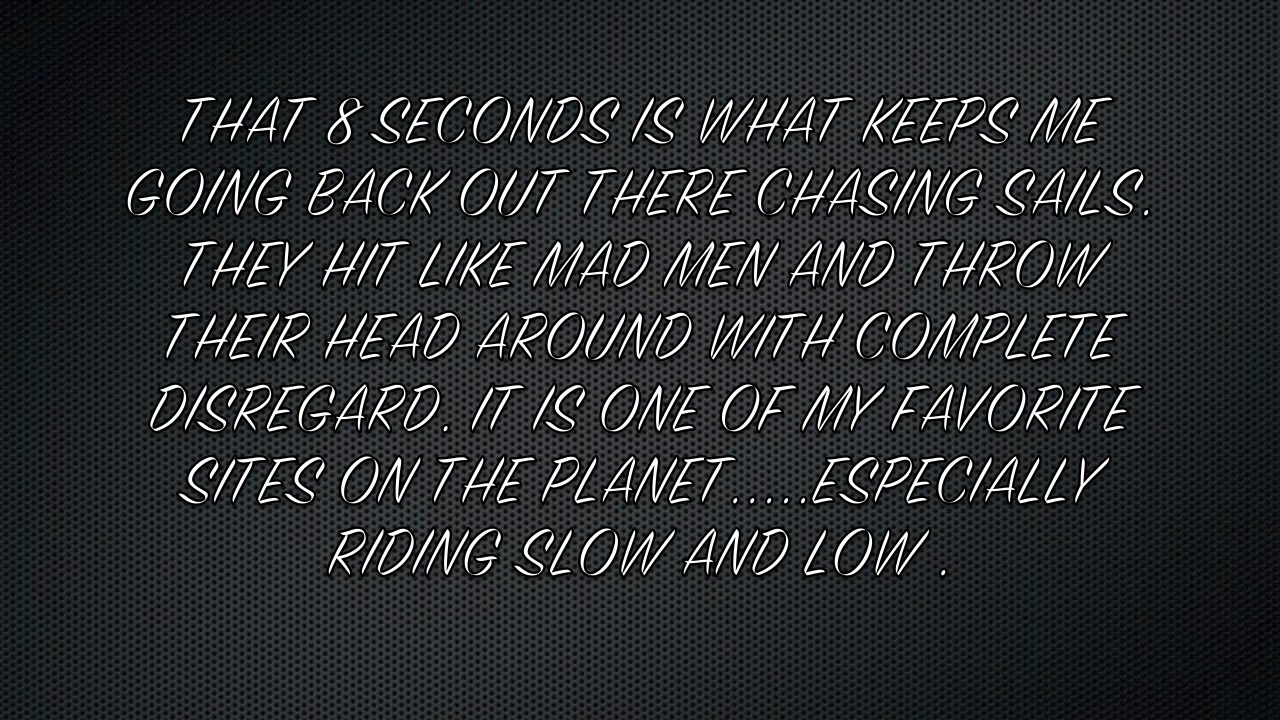 THAT 8 SECONDS IS WHAT KEEPS ME
GOING BACK OUT THERE CHASING SAILS.
THEY HIT LIKE MAD MEN AND THROW
THEIR HEAD AROUND WITH COMPLETE
DISREGARD. IT IS ONE OF MY FAVORITE
SITES ON THE PLANET.....ESPECIALLY
RIDING SLOW AND LOW .